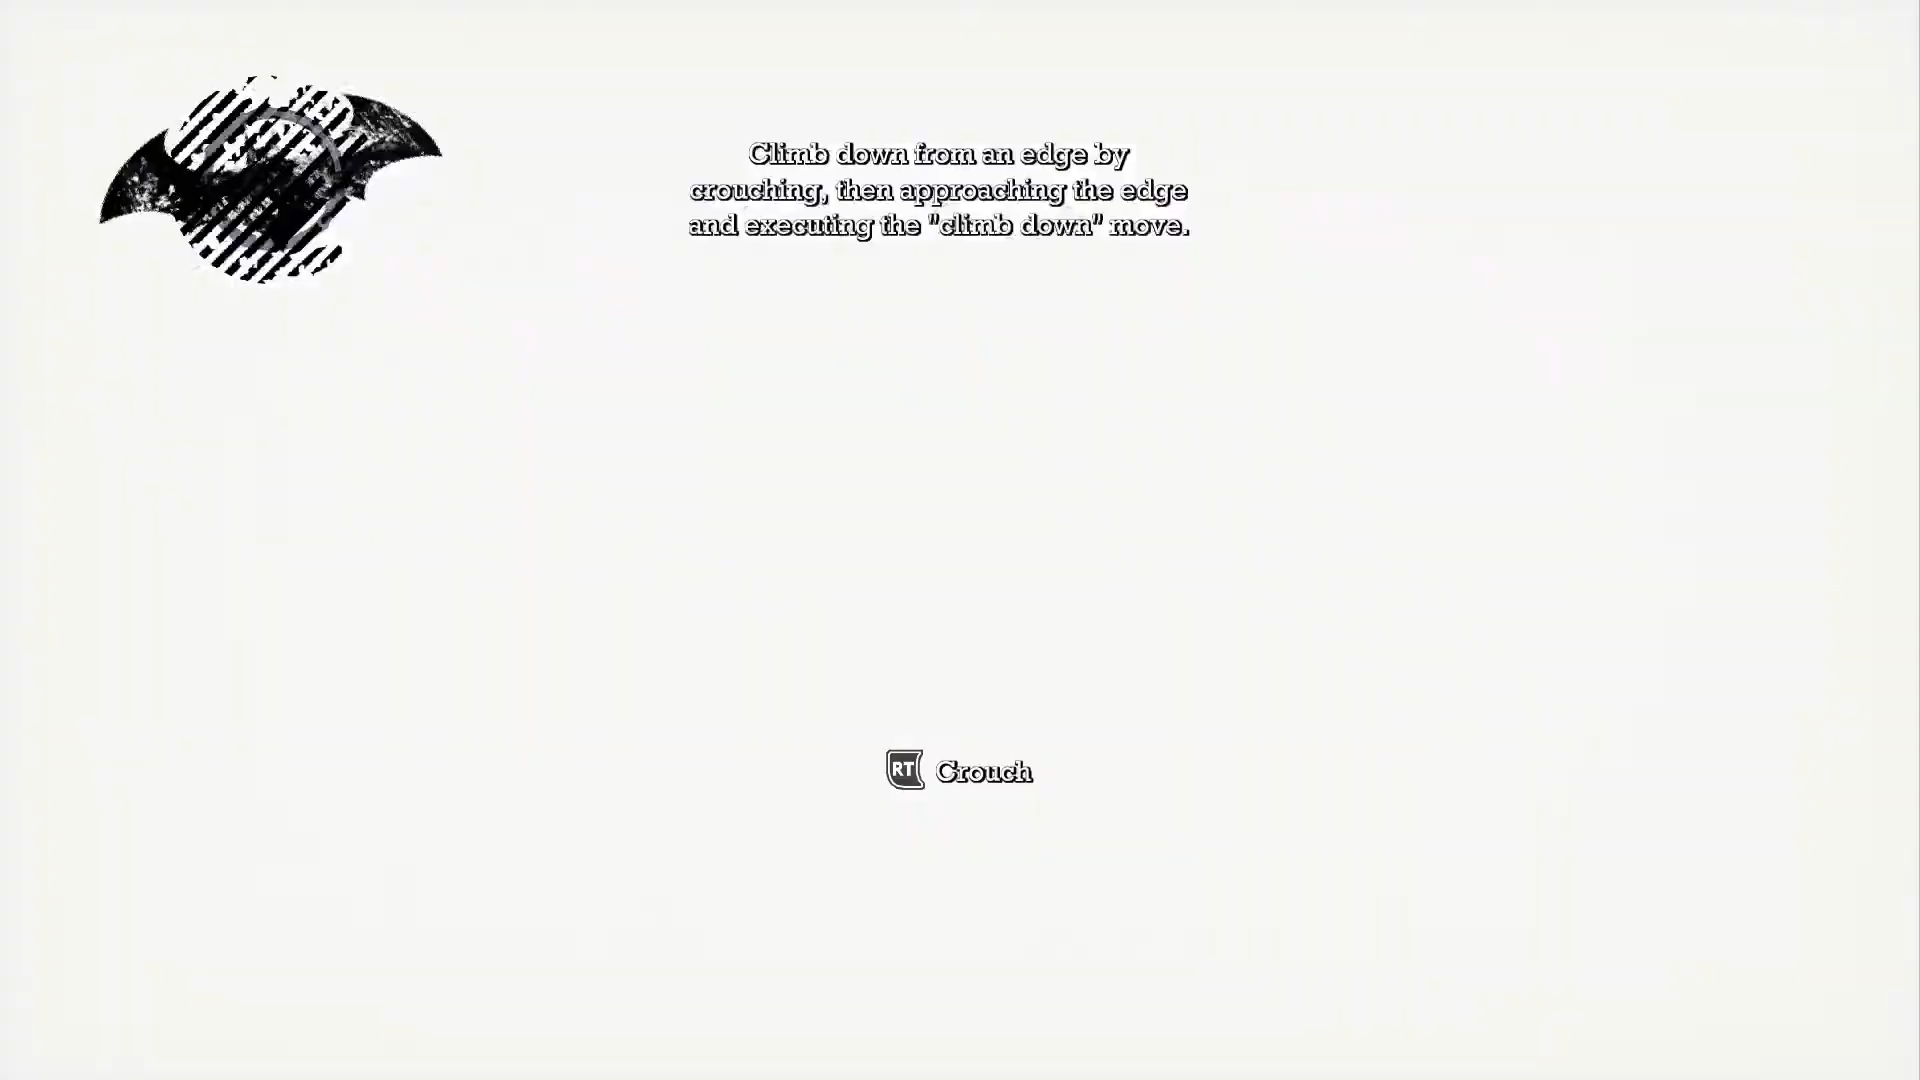 Climb down from an edge by
crouching, then approaching the edge
and executing the "climb down" move.
RT Crouch